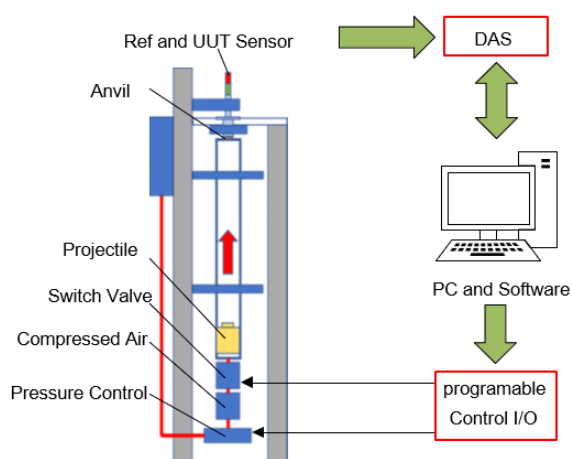 Ref and UUT Sensor
DAS
Anvil
Projectile
Switch Valve
PC and Software
Compressed Air
Pressure Control
programable
Control I/O